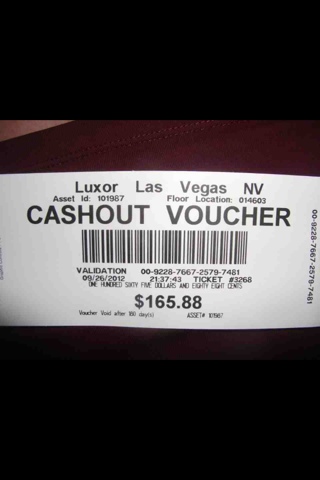 Luxor Las Vegas NV
Asset Id: 101987 Floor Location: 014603
CASHOUT VOUCHER
VALIDATION 00-9228-7667-2579-7481
09/26/2012 21:37:43 TICKET #3268
ONE HUNDRED SIXTY FIVE DOLLARS AND EIGHTY EIGHT CENTS
$165.88
Voucher Void after 180 day(s) ASSET# 101987
00-9228-7667-2579-7481